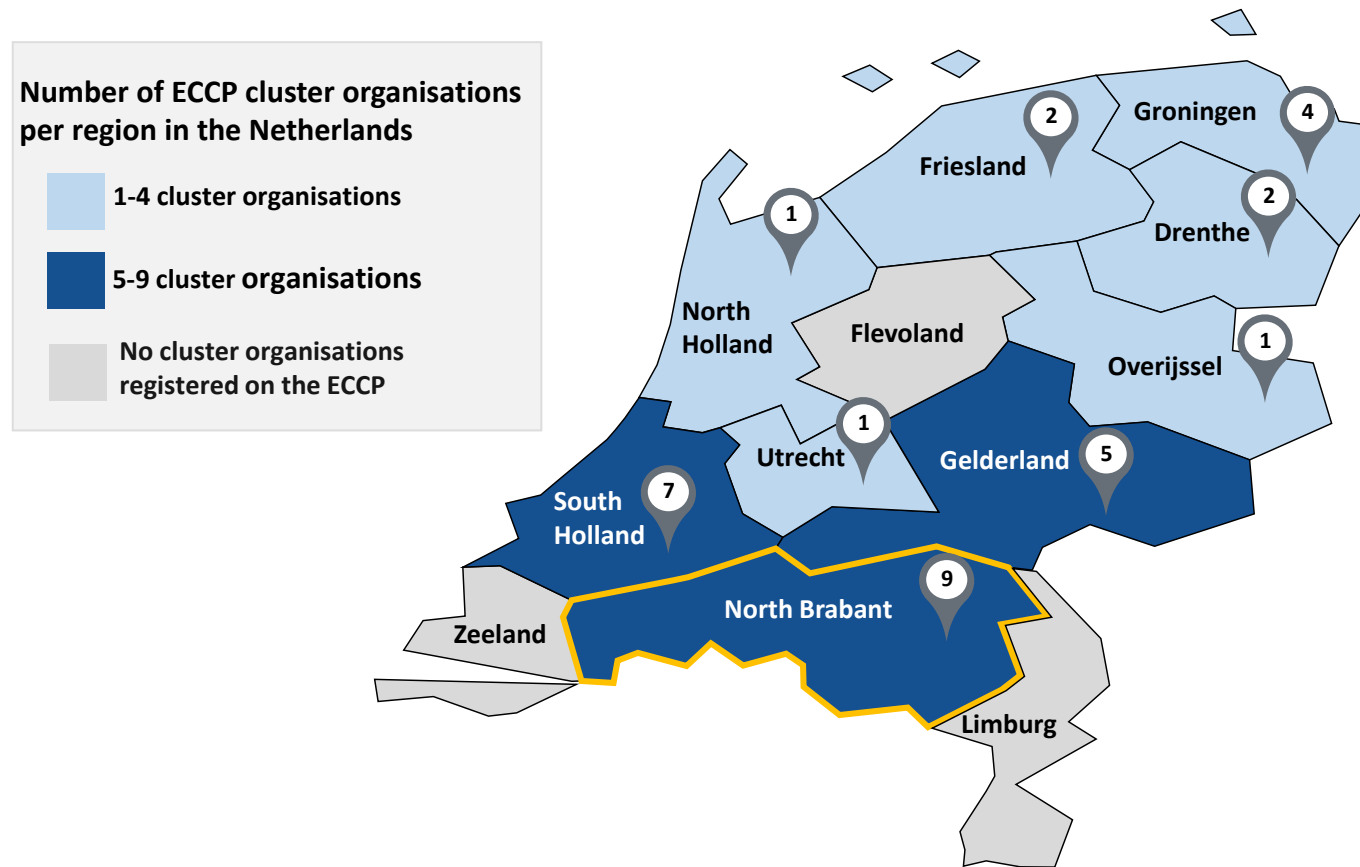 Number of ECCP cluster organisations
per region in the Netherlands
1-4 cluster organisations
5-9 cluster organisations
No cluster organisations
registered on the ECCP
Groningen
4
2
Friesland
2
Drenthe
1
North
Holland
Flevoland
1
Overijssel
1
Utrecht
Gelderland
5
South
Holland
7
9
North Brabant
Zeeland
Limburg